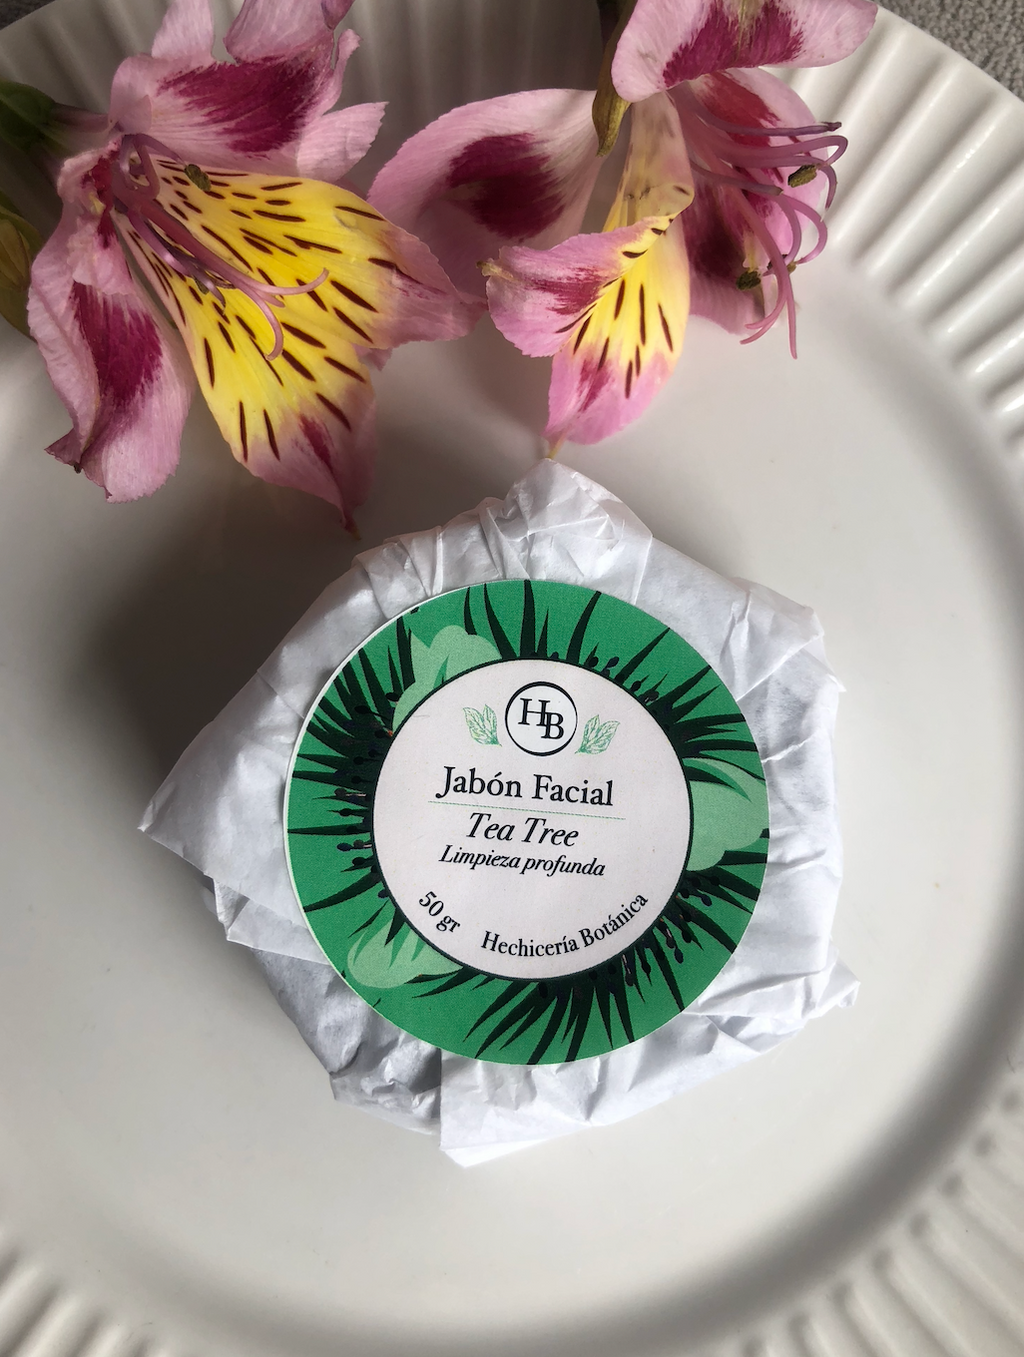 HB
Jabón Facial
Tea Tree
Limpieza profunda
50 gr
Hechicería Botánica